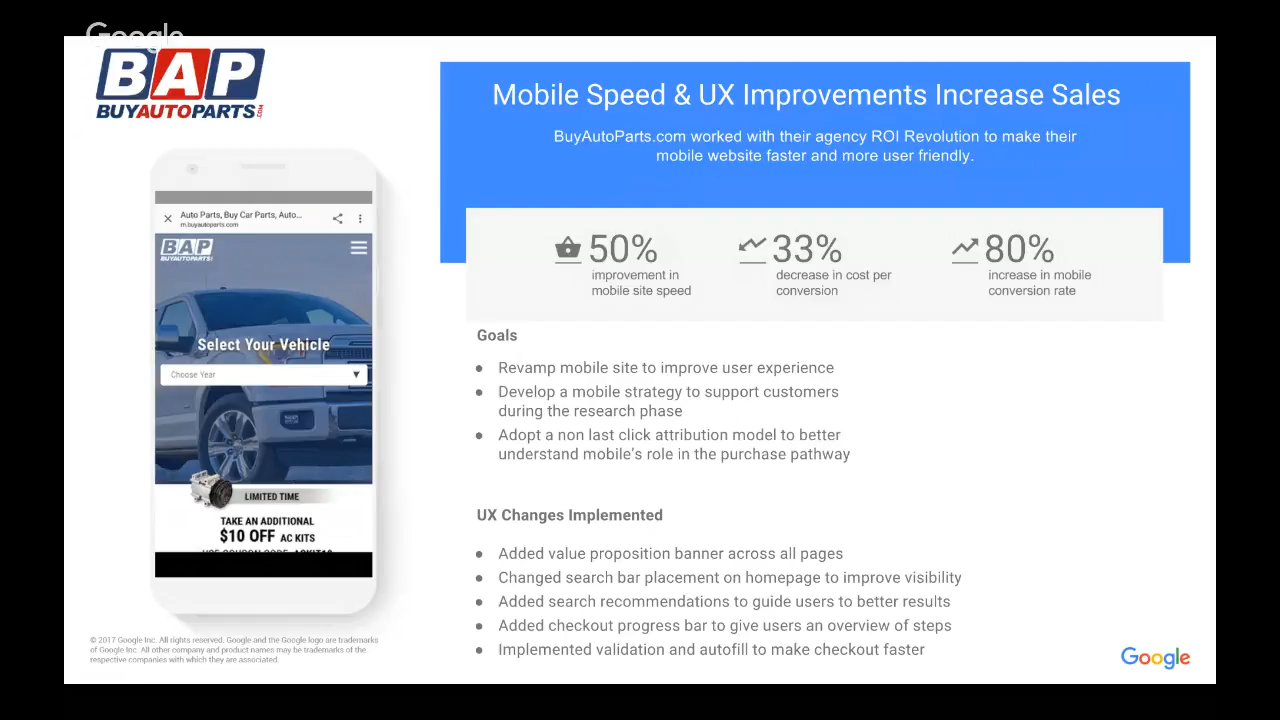 Google
BAP
BUYAUTOPARTS.COM
Mobile Speed & UX Improvements Increase Sales
BuyAutoParts.com worked with their agency ROI Revolution to make their
mobile website faster and more user friendly.
50%
improvement in
mobile site speed
33%
decrease in cost per
conversion
80%
increase in mobile
conversion rate
Auto Parts, Buy Car Parts, Auto...
m.buyautoparts.com
BAP
BUYAUTOPARTS!
Select Your Vehicle
Choose Year
LIMITED TIME
TAKE AN ADDITIONAL
$10 OFF AC KITS
USE COUPON CODE: ACKIT10
Goals
● Revamp mobile site to improve user experience
● Develop a mobile strategy to support customers
during the research phase
● Adopt a non last click attribution model to better
understand mobile's role in the purchase pathway
UX Changes Implemented
● Added value proposition banner across all pages
● Changed search bar placement on homepage to improve visibility
● Added search recommendations to guide users to better results
● Added checkout progress bar to give users an overview of steps
● Implemented validation and autofill to make checkout faster
© 2017 Google Inc. All rights reserved. Google and the Google logo are trademarks
of Google Inc. All other company and product names may be trademarks of the
respective companies with which they are associated.
Google